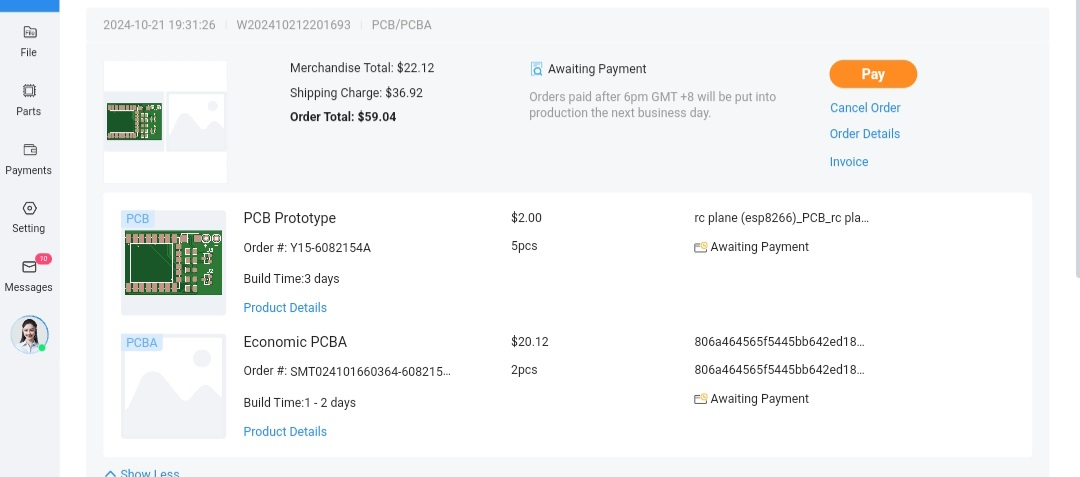 2024-10-21 19:31:26 | W202410212201693 | PCB/PCBA
File
Parts
Payments
Setting
10
Messages
Merchandise Total: $22.12
Shipping Charge: $36.92
Order Total: $59.04
Awaiting Payment
Orders paid after 6pm GMT +8 will be put into
production the next business day.
Pay
Cancel Order
Order Details
Invoice
PCB
PCB Prototype
$2.00
rc plane (esp8266)_PCB_rc pla...
Order #: Y15-6082154A
5pcs
Awaiting Payment
Build Time:3 days
Product Details
PCBA
Economic PCBA
$20.12
806a464565f5445bb642ed18...
Order #: SMT024101660364-608215...
2pcs
806a464565f5445bb642ed18...
Build Time:1 - 2 days
Awaiting Payment
Product Details
Show Less